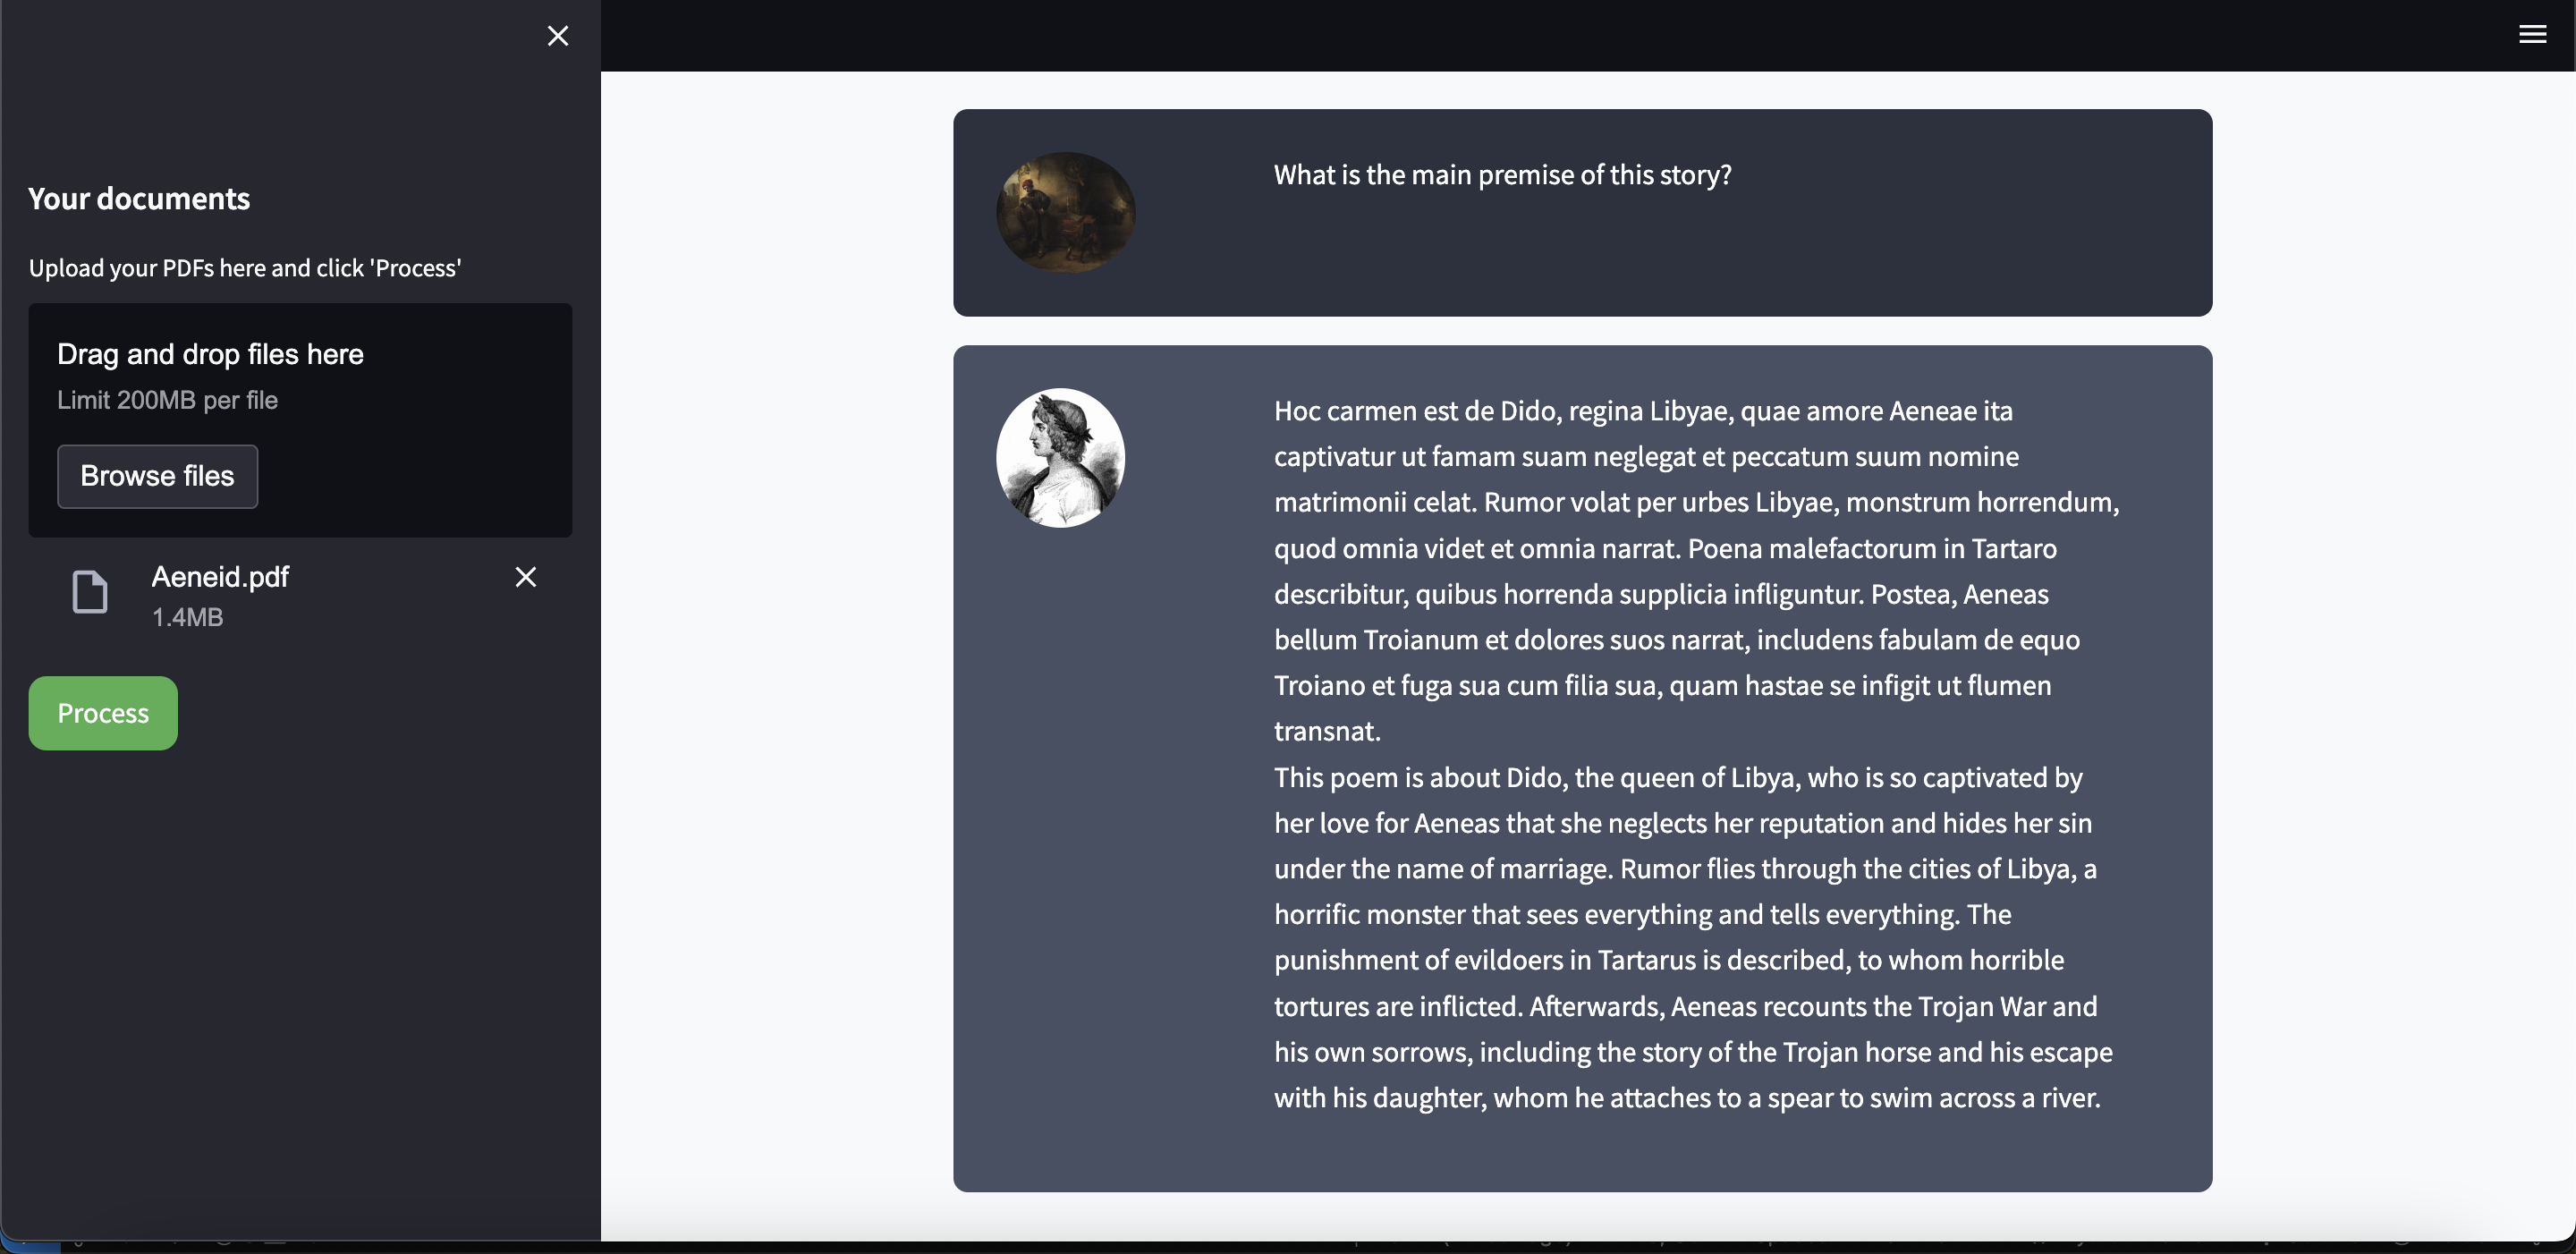 Your documents
Upload your PDFs here and click 'Process'
Drag and drop files here
Limit 200MB per file
Browse files
Aeneid.pdf
1.4MB
Process
What is the main premise of this story?
Hoc carmen est de Dido, regina Libyae, quae amore Aeneae ita
captivatur ut famam suam neglegat et peccatum suum nomine
matrimonii celat. Rumor volat per urbes Libyae, monstrum horrendum,
quod omnia videt et omnia narrat. Poena malefactorum in Tartaro
describitur, quibus horrenda supplicia infliguntur. Postea, Aeneas
bellum Troianum et dolores suos narrat, includens fabulam de equo
Troiano et fuga sua cum filia sua, quam hastae se infigit ut flumen
transnat.
This poem is about Dido, the queen of Libya, who is so captivated by
her love for Aeneas that she neglects her reputation and hides her sin
under the name of marriage. Rumor flies through the cities of Libya, a
horrific monster that sees everything and tells everything. The
punishment of evildoers in Tartarus is described, to whom horrible
tortures are inflicted. Afterwards, Aeneas recounts the Trojan War and
his own sorrows, including the story of the Trojan horse and his escape
with his daughter, whom he attaches to a spear to swim across a river.